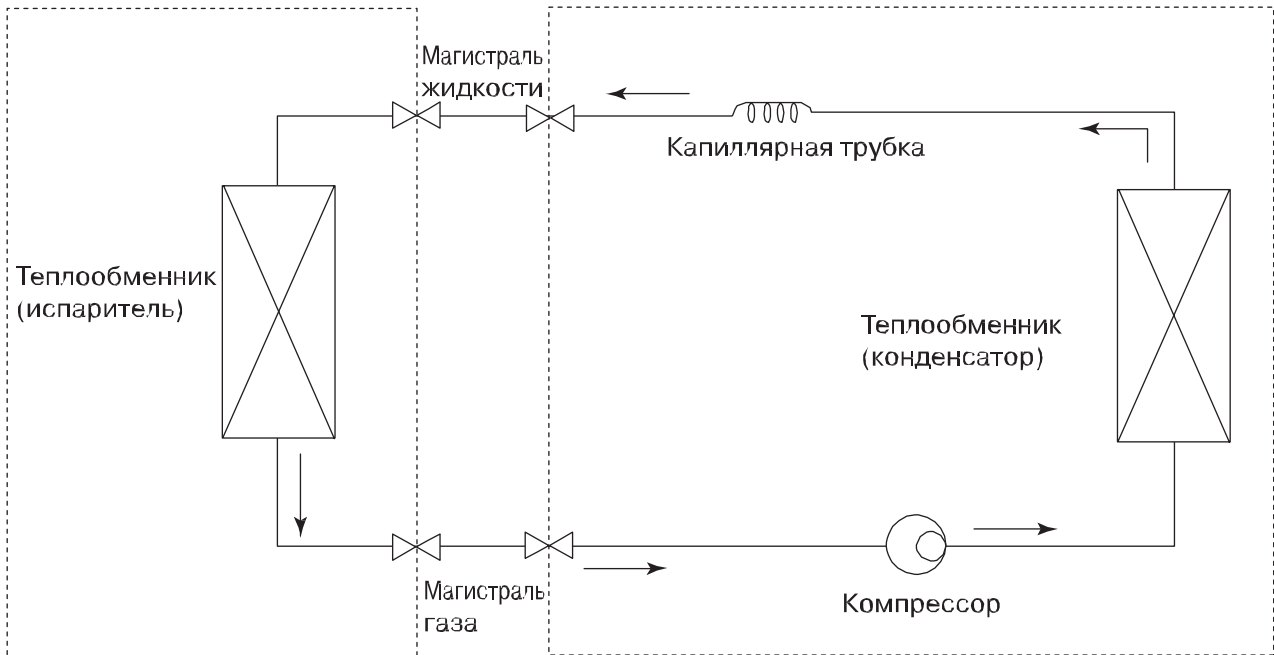 Магистраль
жидкости
Капиллярная трубка
Теплообменник
(испаритель)
Теплообменник
(конденсатор)
Магистраль
газа
Компрессор